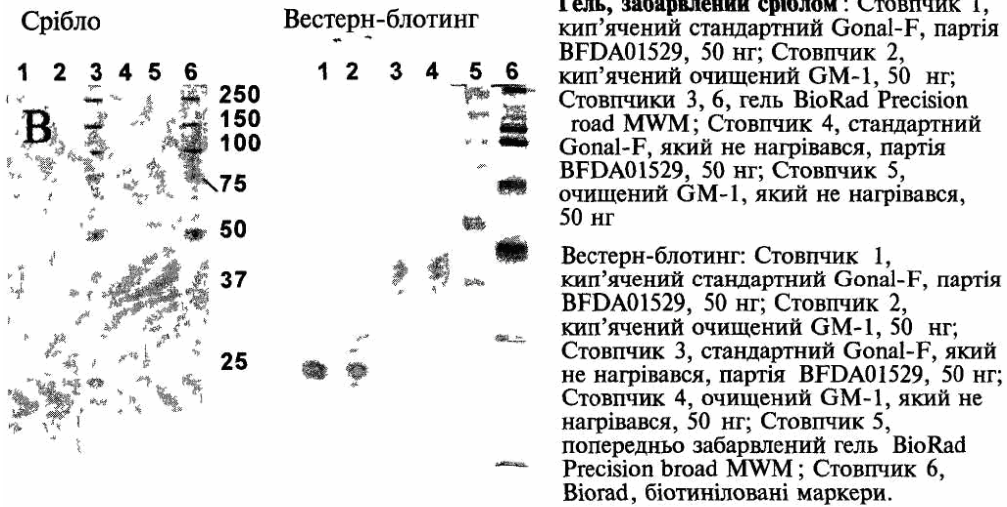 Срібло
Вестерн-блотинг
1 2 3 4 5 6
1 2 3 4 5 6
B
250
150
100
75
50
37
25
Гель, забарвлений сріблом : Стовпчик 1,
кип’ячений стандартний Gonal-F, партія
BFDA01529, 50 нг; Стовпчик 2,
кип’ячений очищений GM-1, 50 нг;
Стовпчики 3, 6, гель BioRad Precision
road MWM; Стовпчик 4, стандартний
Gonal-F, який не нагрівався, партія
BFDA01529, 50 нг; Стовпчик 5,
очищений GM-1, який не нагрівався,
50 нг
Вестерн-блотинг: Стовпчик 1,
кип’ячений стандартний Gonal-F, партія
BFDA01529, 50 нг; Стовпчик 2,
кип’ячений очищений GM-1, 50 нг;
Стовпчик 3, стандартний Gonal-F, який
не нагрівався, партія BFDA01529, 50 нг;
Стовпчик 4, очищений GM-1, який не
нагрівався, 50 нг; Стовпчик 5,
попередньо забарвлений гель BioRad
Precision broad MWM ; Стовпчик 6,
Biorad, біотиніловані маркери.